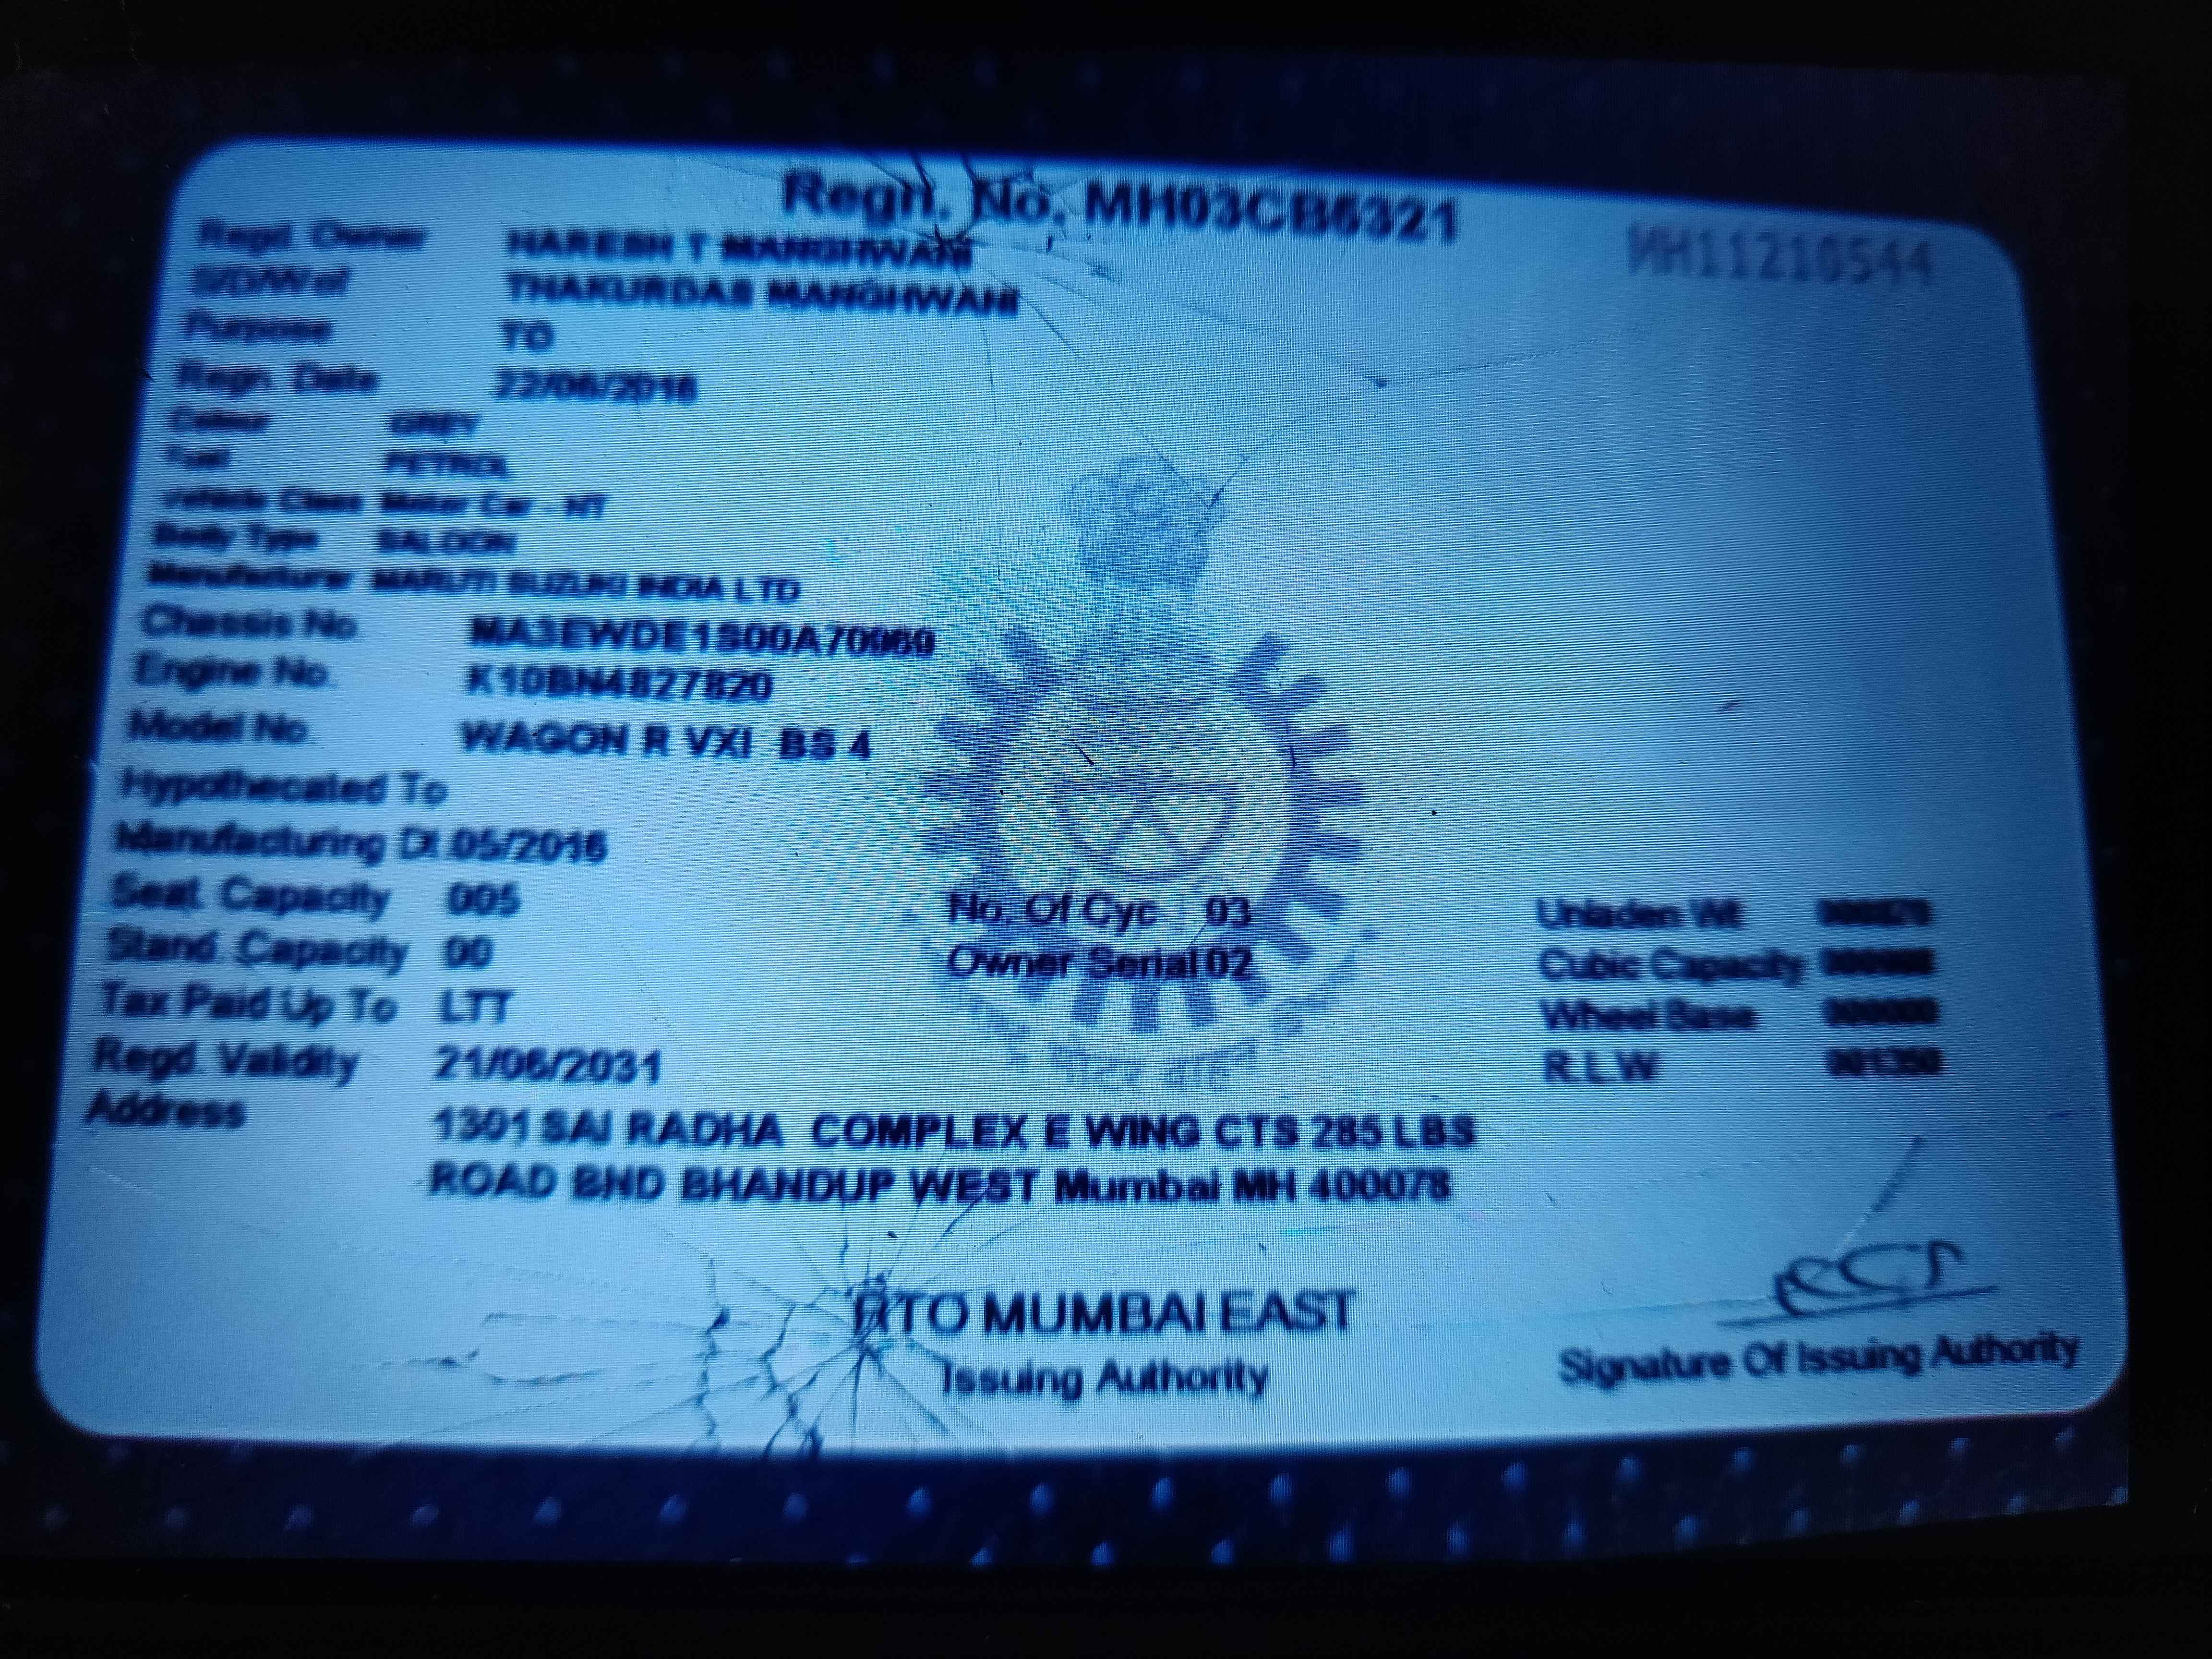 Regn. No. MH03CB6321
MH11210544
Regd. Owner HARESH T MANGHWANI
S/D/W of THAKURDAS MANGHWANI
Purpose TO
Regn. Date 22/06/2016
Colour GREY
Fuel PETROL
Vehicle Class Motor Car - NT
Body Type SALOON
Manufacturer MARUTI SUZUKI INDIA LTD
Chassis No
Engine No. K10BN4827820
Model No. WAGON R VXI BS 4
Hypothecated To
Manufacturing Dt.05/2016
Seat. Capacity 005 No. Of Cyc : 03 Unladen Wt
Stand. Capacity 00 Owner Serial 02 Cubic Capacity
Tax Paid Up To LTT Wheel Base
Regd. Validity 21/06/2031 R.L.W 001350
Address 1301 SAI RADHA COMPLEX E WING CTS 285 LBS
ROAD BHD BHANDUP WEST Mumbai MH 400078
RTO MUMBAI EAST
Issuing Authority
Signature Of Issuing Authority